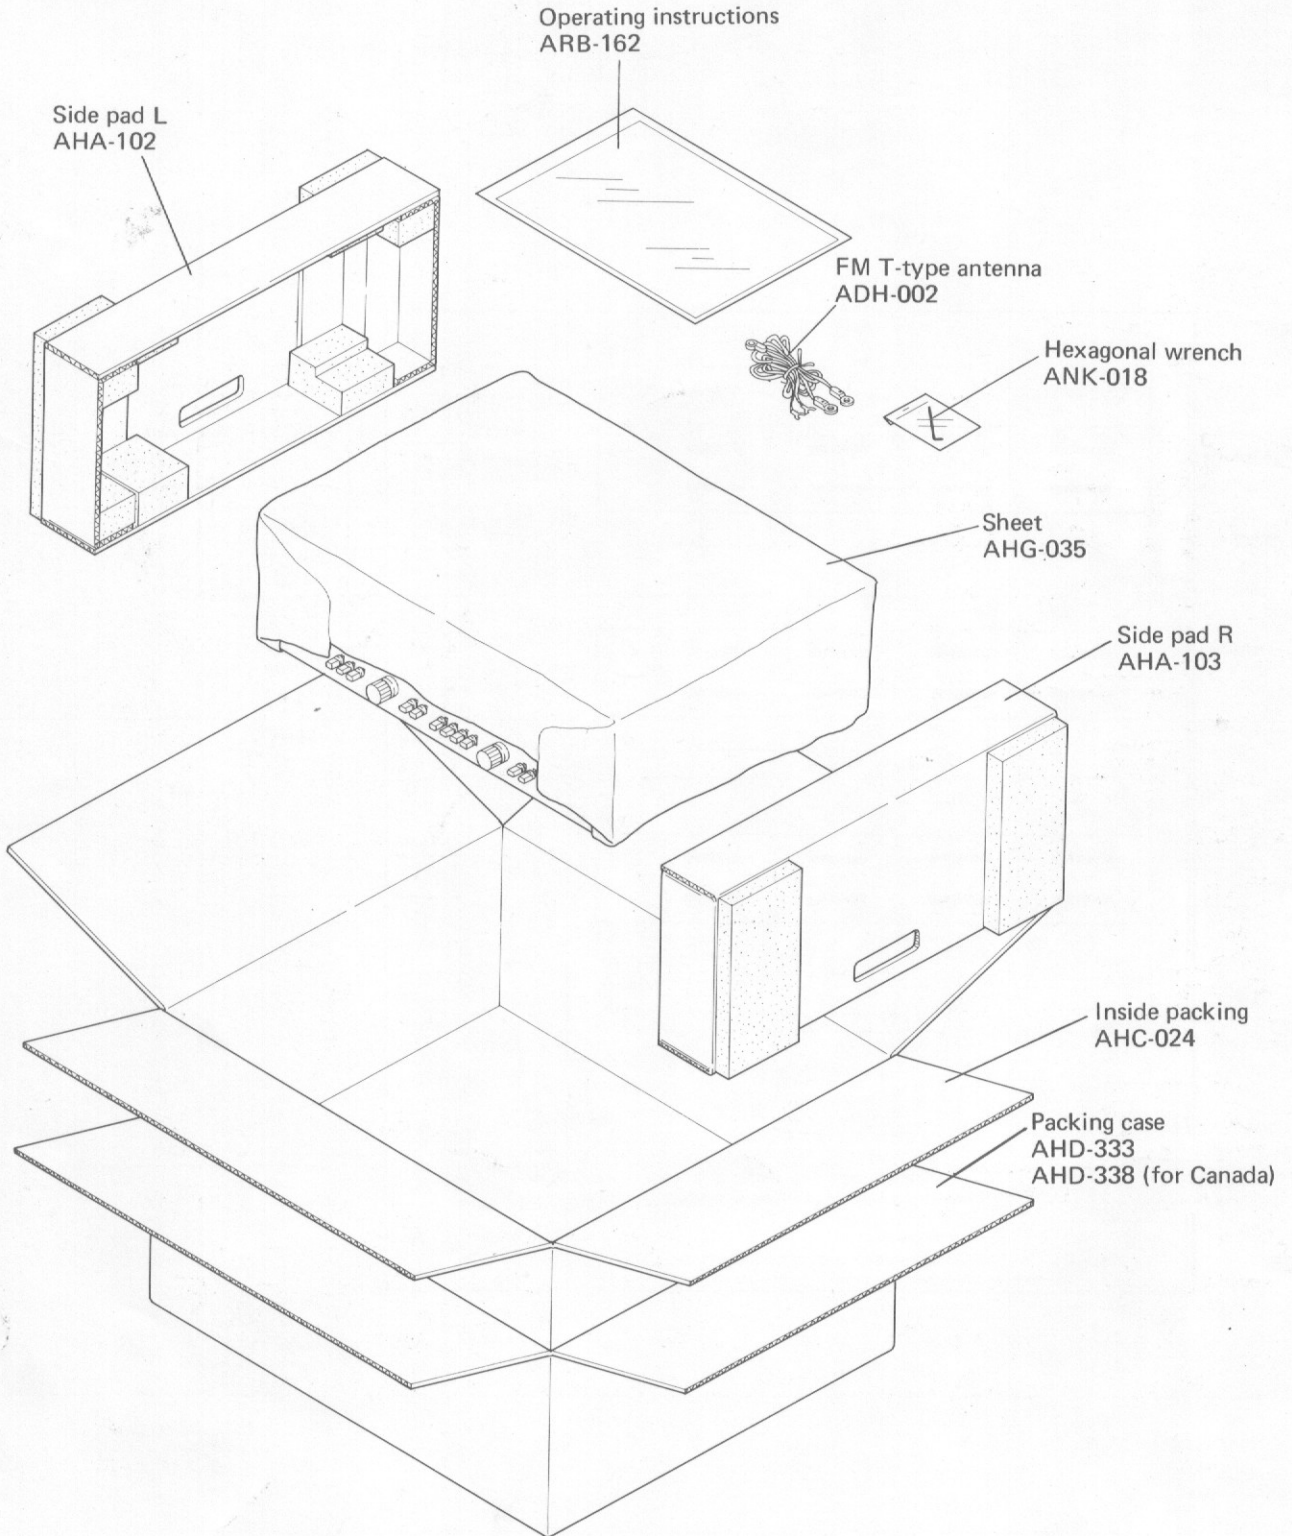 Operating instructions
ARB-162
Side pad L
AHA-102
FM T-type antenna
ADH-002
Hexagonal wrench
ANK-018
Sheet
AHG-035
Side pad R
AHA-103
Inside packing
AHC-024
Packing case
AHD-333
AHD-338 (for Canada)